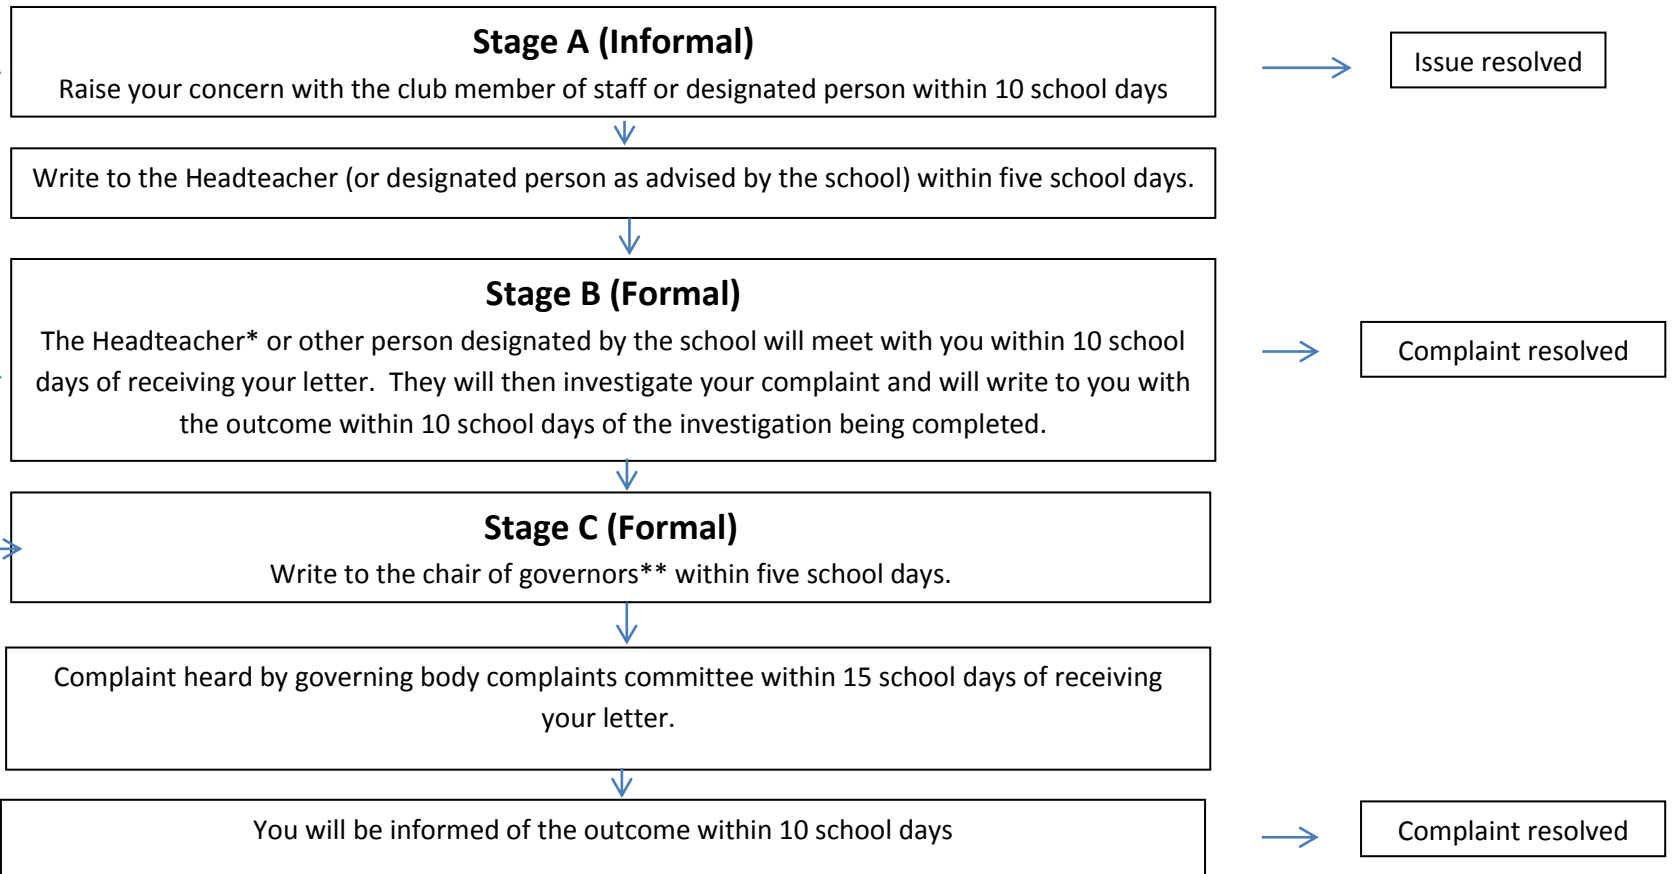 Stage A (Informal)
Raise your concern with the club member of staff or designated person within 10 school days
Issue resolved
Write to the Headteacher (or designated person as advised by the school) within five school days.
Stage B (Formal)
The Headteacher* or other person designated by the school will meet with you within 10 school
days of receiving your letter.  They will then investigate your complaint and will write to you with
the outcome within 10 school days of the investigation being completed.
Complaint resolved
Stage C (Formal)
Write to the chair of governors** within five school days.
Complaint heard by governing body complaints committee within 15 school days of receiving
your letter.
You will be informed of the outcome within 10 school days
Complaint resolved